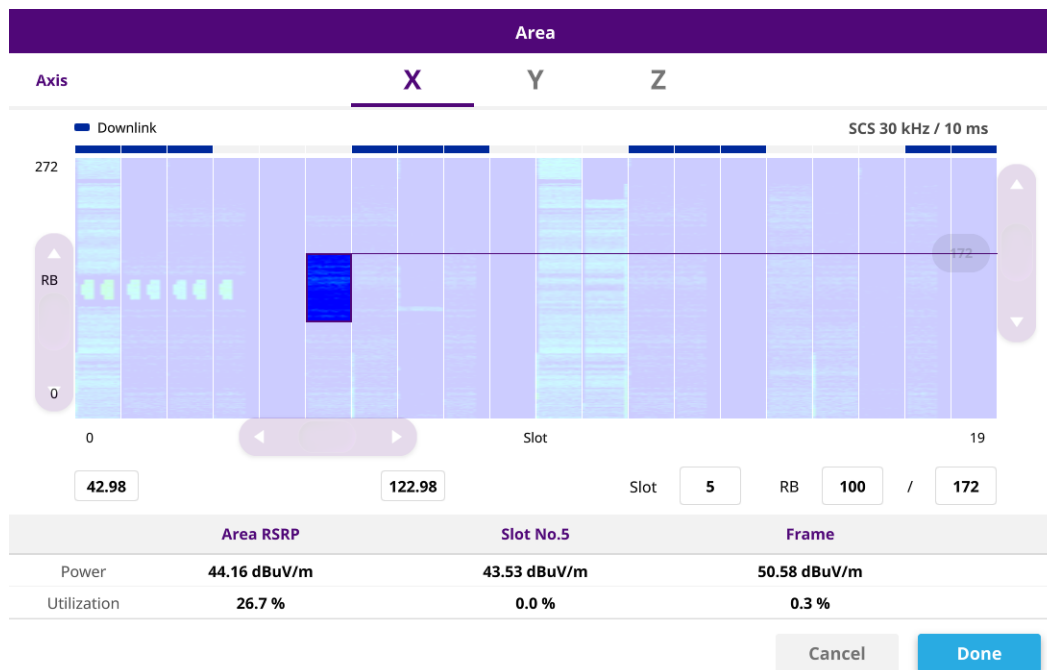 Area
Axis X Y Z
Downlink SCS 30 kHz / 10 ms
272
172
RB
0
0 Slot 19
42.98 122.98 Slot 5 RB 100 / 172
Area RSRP Slot No.5 Frame
Power 44.16 dBuV/m 43.53 dBuV/m 50.58 dBuV/m
Utilization 26.7 % 0.0 % 0.3 %
Cancel Done